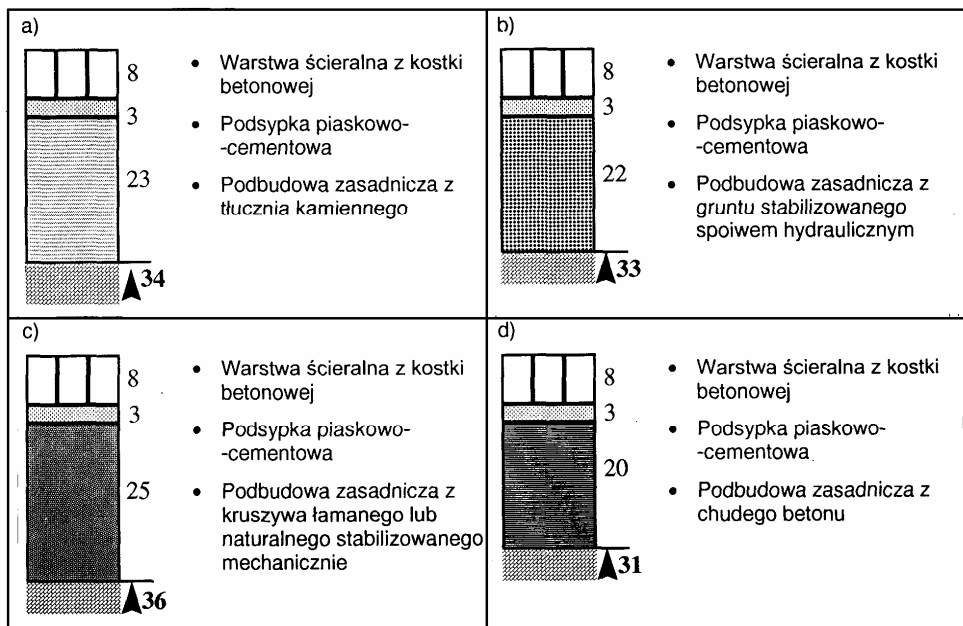 a)
8
3
23
34
• Warstwa ścieralna z kostki
betonowej
• Podsypka piaskowo-
-cementowa
• Podbudowa zasadnicza z
tłucznia kamiennego
b)
8
3
22
33
• Warstwa ścieralna z kostki
betonowej
• Podsypka piaskowo-
-cementowa
• Podbudowa zasadnicza z
gruntu stabilizowanego
spoiwem hydraulicznym
c)
8
3
25
36
• Warstwa ścieralna z kostki
betonowej
• Podsypka piaskowo-
-cementowa
• Podbudowa zasadnicza z
kruszywa łamanego lub
naturalnego stabilizowanego
mechanicznie
d)
8
3
20
31
• Warstwa ścieralna z kostki
betonowej
• Podsypka piaskowo-
-cementowa
• Podbudowa zasadnicza z
chudego betonu